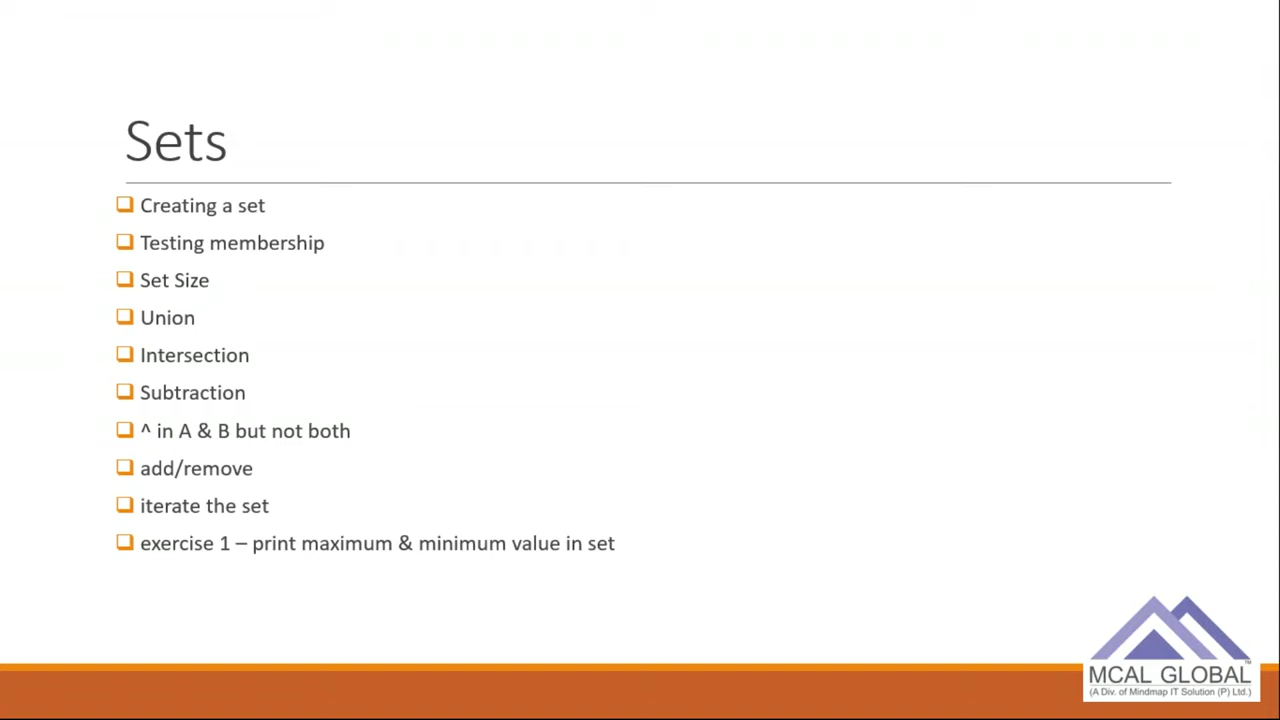 Sets
Creating a set
Testing membership
Set Size
Union
Intersection
Subtraction
^ in A & B but not both
add/remove
iterate the set
exercise 1 – print maximum & minimum value in set
MCAL GLOBAL™
(A Div. of Mindmap IT Solution (P) Ltd.)